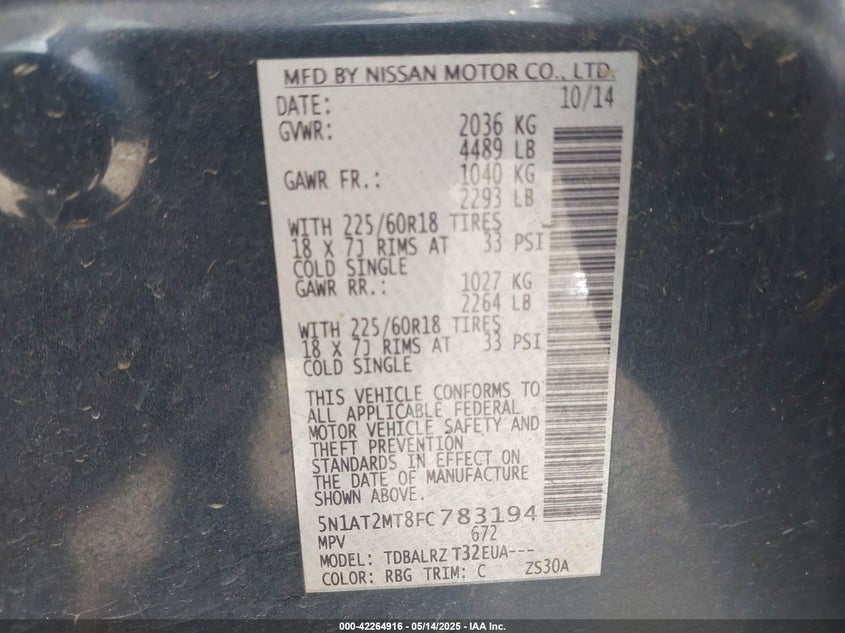 MFD BY NISSAN MOTOR CO., LTD.
DATE: 10/14
GVWR: 2036 KG
4489 LB
GAWR FR.: 1040 KG
2293 LB
WITH 225/60R18 TIRES
18 X 7J RIMS AT 33 PSI
COLD SINGLE
GAWR RR.: 1027 KG
2264 LB
WITH 225/60R18 TIRES
18 X 7J RIMS AT 33 PSI
COLD SINGLE
THIS VEHICLE CONFORMS TO
ALL APPLICABLE FEDERAL
MOTOR VEHICLE SAFETY AND
THEFT PREVENTION
STANDARDS IN EFFECT ON
THE DATE OF MANUFACTURE
SHOWN ABOVE.
5N1AT2MT8FC783194
MPV 672
MODEL: TDBALRZ T32EUA---
COLOR: RBG TRIM: C ZS30A
000-42264916 - 05/14/2025 - IAA Inc.